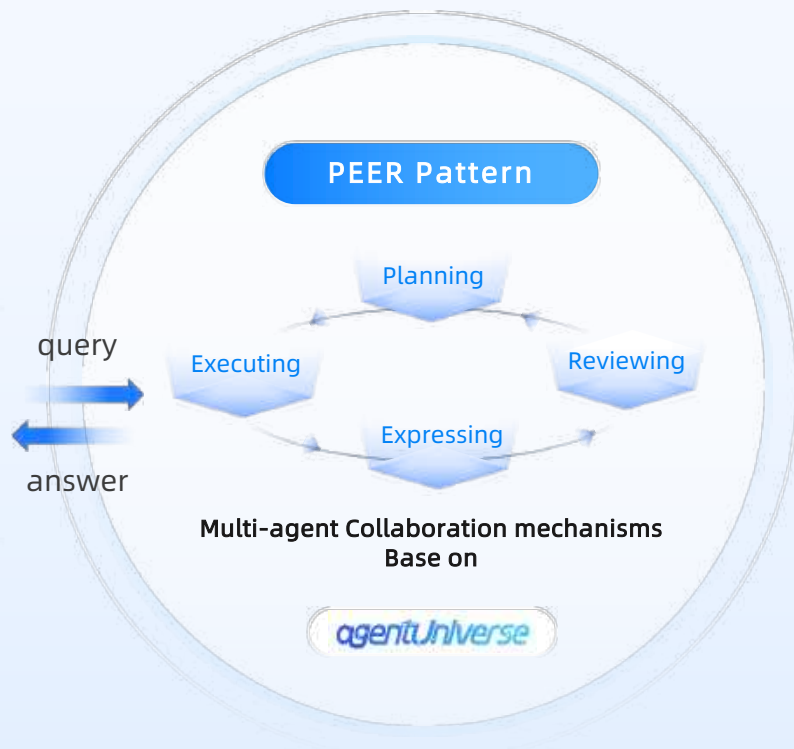 PEER Pattern
Planning
query
Executing
Reviewing
Expressing
answer
Multi-agent Collaboration mechanisms
Base on
agentUniverse